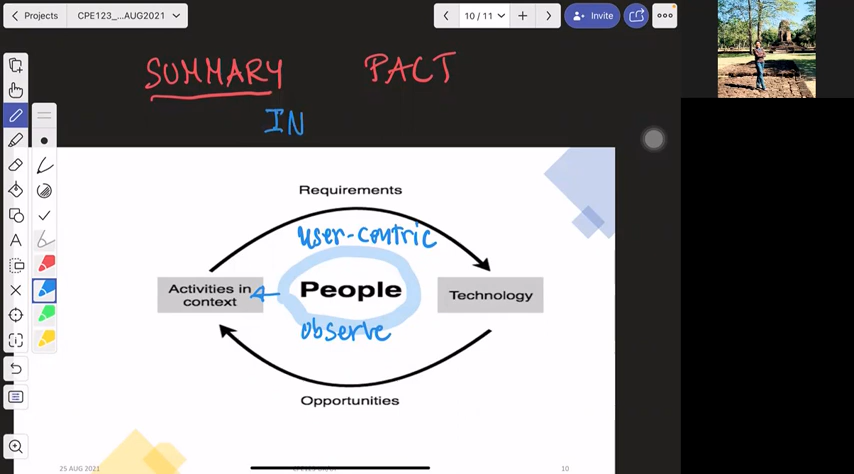 Projects
CPE123_...AUG2021
10 / 11
Invite
SUMMARY PACT
IN
Requirements
user-centric
Activities in
context
People
Technology
observe
Opportunities
25 AUG 2021
10